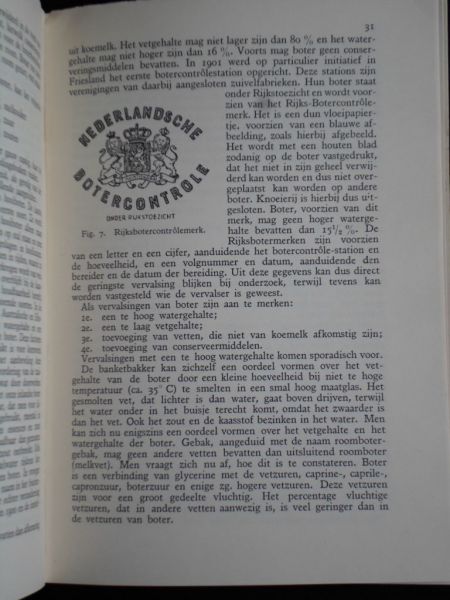 31
uit koemelk. Het vetgehalte mag niet lager zijn dan 80 % en het water-
gehalte mag niet hoger zijn dan 16 %. Voorts mag boter geen conser-
veringsmiddelen bevatten. In 1901 werd op particulier initiatief in
Friesland het eerste botercontrôlestation opgericht. Deze stations zijn
verenigingen van daarbij aangesloten zuivelfabrieken. Hun boter staat
onder Rijkstoezicht en wordt voor-
zien van het Rijks-Botercontrôle-
merk. Het is een dun vloeipapier-
tje, voorzien van een blauwe af-
beelding, zoals hierbij afgebeeld.
Het wordt met een houten blad
zodanig op de boter vastgedrukt,
dat het niet in zijn geheel verwij-
derd kan worden en dus niet over-
geplaatst kan worden op andere
boter. Knoeierij is hierbij dus uit-
gesloten. Boter, voorzien van dit
merk, mag geen hoger waterge-
halte bevatten dan 15½ %. De
Rijksbotermerken zijn voorzien
NEDERLANDSCHE
BOTERCONTROLE
ONDER RIJKSTOEZICHT
Fig. 7. Rijksbotercontrôlemerk.
van een letter en een cijfer, aanduidende het botercontrôle-station en
de hoeveelheid, en een volgnummer en datum, aanduidende den
bereider en de datum der bereiding. Uit deze gegevens kan dus direct
de geringste vervalsing blijken bij onderzoek, terwijl tevens kan
worden vastgesteld wie de vervalser is geweest.
Als vervalsingen van boter zijn aan te merken:
1e. een te hoog watergehalte;
2e. een te laag vetgehalte;
3e. toevoeging van vetten, die niet van koemelk afkomstig zijn;
4e. toevoeging van conserveermiddelen.
Vervalsingen met een te hoog watergehalte komen sporadisch voor.
De banketbakker kan zichzelf een oordeel vormen over het vet-
gehalte van de boter door een kleine hoeveelheid bij niet te hoge
temperatuur (ca. 35° C) te smelten in een smal hoog maatglas. Het
gesmolten vet, dat lichter is dan water, gaat boven drijven, terwijl
het water onder in het buisje terecht komt, omdat het zwaarder is
dan het vet. Ook het zout en de kaasstof bezinken in het water. Men
kan zich nu enigszins een oordeel vormen over het vetgehalte en het
watergehalte der boter. Gebak, aangeduid met de naam roomboter-
gebak, mag geen andere vetten bevatten dan uitsluitend roomboter
(melkvet). Men vraagt zich nu af, hoe dit is te constateren. Boter
is een verbinding van glycerine met de vetzuren, caprine-, caprile-,
capronzuur, boterzuur en enige zg. hogere vetzuren. Deze vetzuren
zijn voor een groot gedeelte vluchtig. Het percentage vluchtige
vetzuren, dat in andere vetten aanwezig is, is veel geringer dan in
de vetzuren van boter.